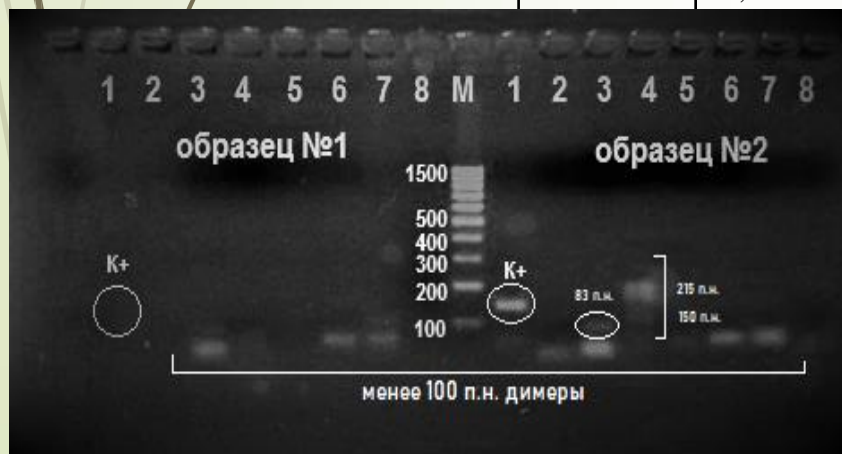 1 2 3 4 5 6 7 8 M 1 2 3 4 5 6 7 8
образец №1
образец №2
1500
500
400
300
200
100
К+
К+
83 п.н.
215 п.н.
150 п.н.
менее 100 п.н. димеры